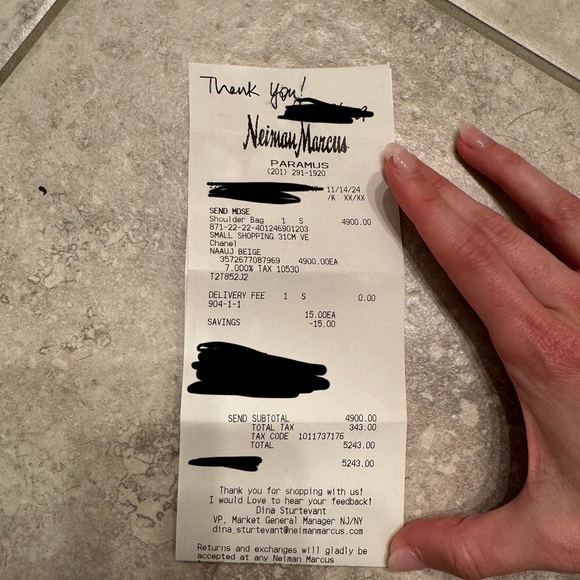 Thank you!
Neiman Marcus
PARAMUS
(201) 291-1920
11/14/24
/K XX/XX
SEND MDSE
Shoulder Bag 1 S 4900.00
871-22-22-401246901203
SMALL SHOPPING 31CM VE
Chanel
NAAUJ BEIGE
3572677087969 4900.00EA
7.000% TAX 10530
T2T852J2
DELIVERY FEE 1 S 0.00
904-1-1
15.00EA
SAVINGS -15.00
SEND SUBTOTAL 4900.00
TOTAL TAX 343.00
TAX CODE 1011737176
TOTAL 5243.00
5243.00
Thank you for shopping with us!
I would Love to hear your feedback!
Dina Sturtevant
VP, Market General Manager NJ/NY
dina_sturtevant@neimanmarcus.com
Returns and exchanges will gladly be
accepted at any Neiman Marcus